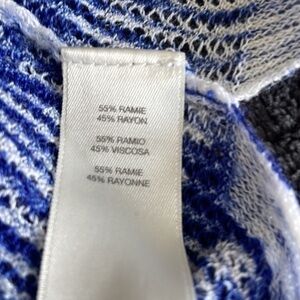 55% RAMIE
45% RAYON
55% RAMIO
45% VISCOSA
55% RAMIE
45% RAYONNE